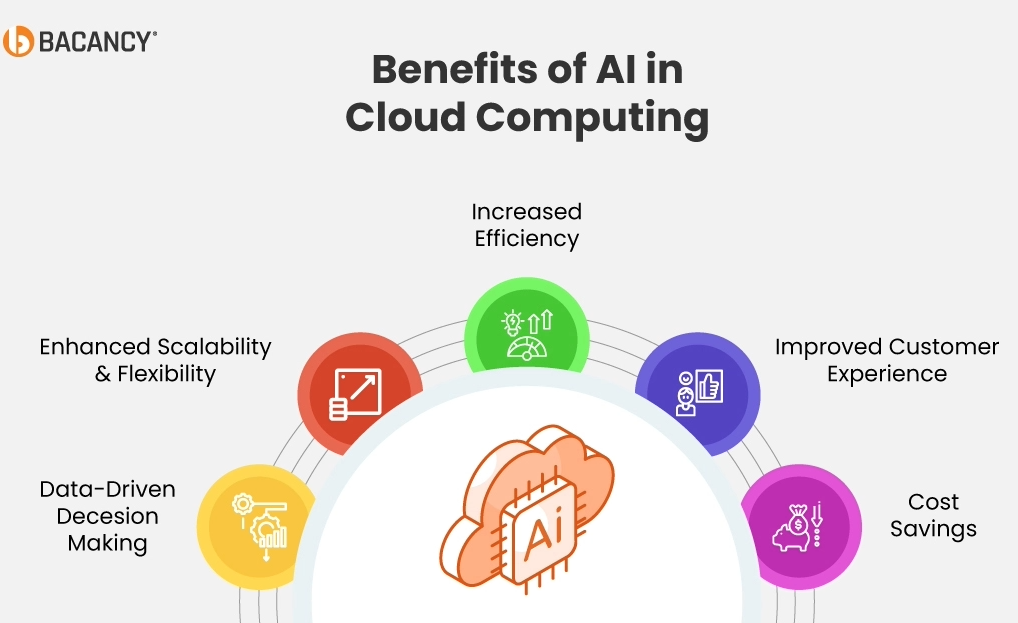 BACANCY
Benefits of AI in
Cloud Computing
Increased
Efficiency
Enhanced Scalability
& Flexibility
Improved Customer
Experience
Data-Driven
Decesion
Making
Cost
Savings
Ai